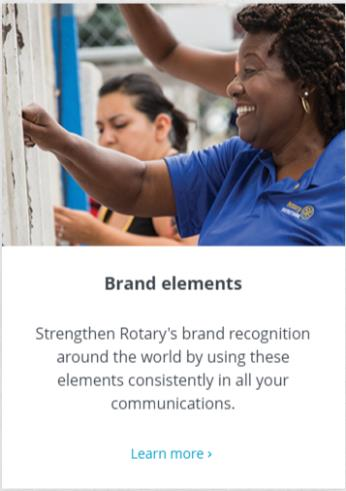 Rotary
Brand elements
Strengthen Rotary's brand recognition
around the world by using these
elements consistently in all your
communications.
Learn more ›